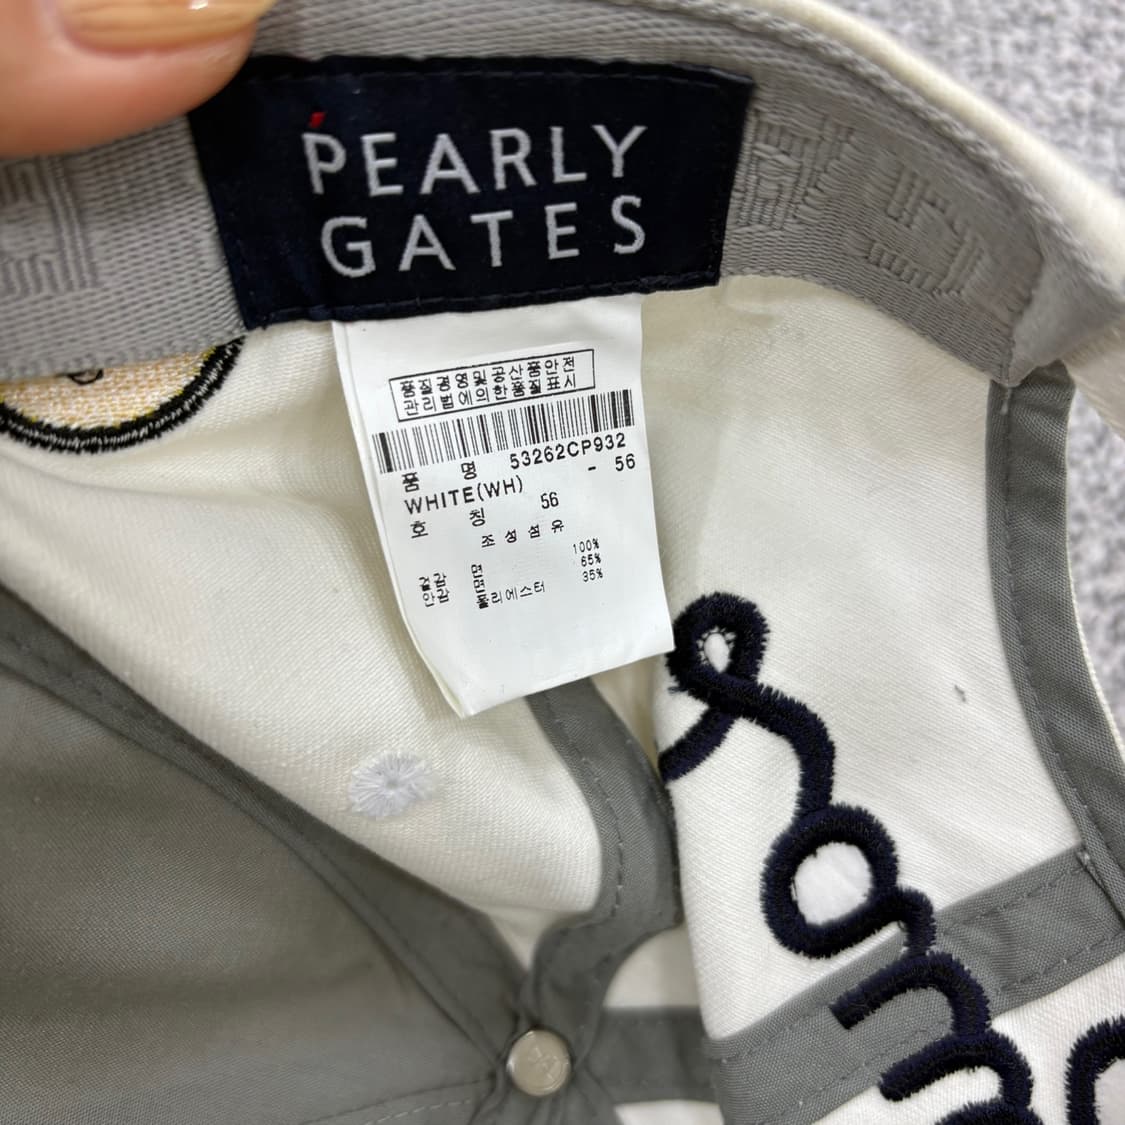 PEARLY
GATES
품질경영및공산품안전
관리법에의한품질표시
품 명 53262CP932
WHITE(WH) - 56
호 칭 56
조성섬유
겉감 면 100%
안감 면 65%
폴리에스터 35%